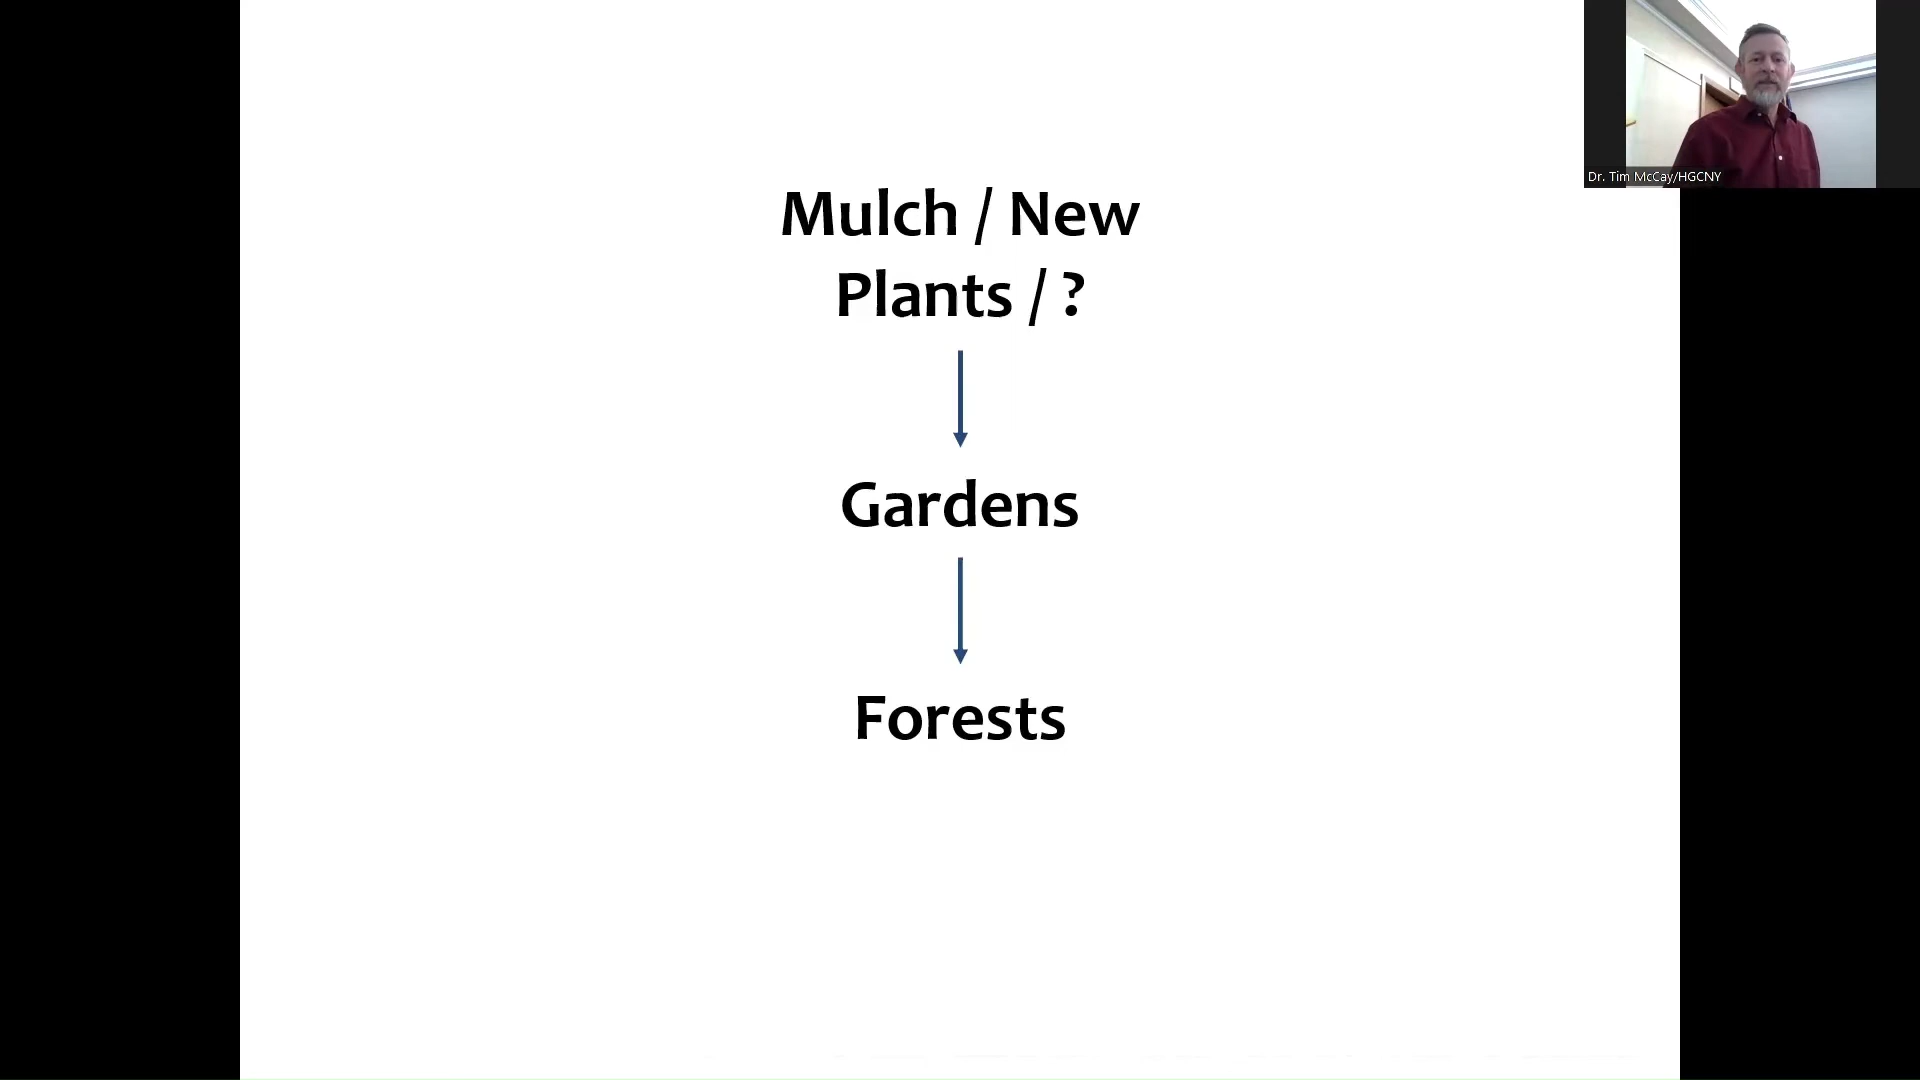 Mulch / New
Plants / ?
Gardens
Forests
Dr. Tim McCay/HGCNY